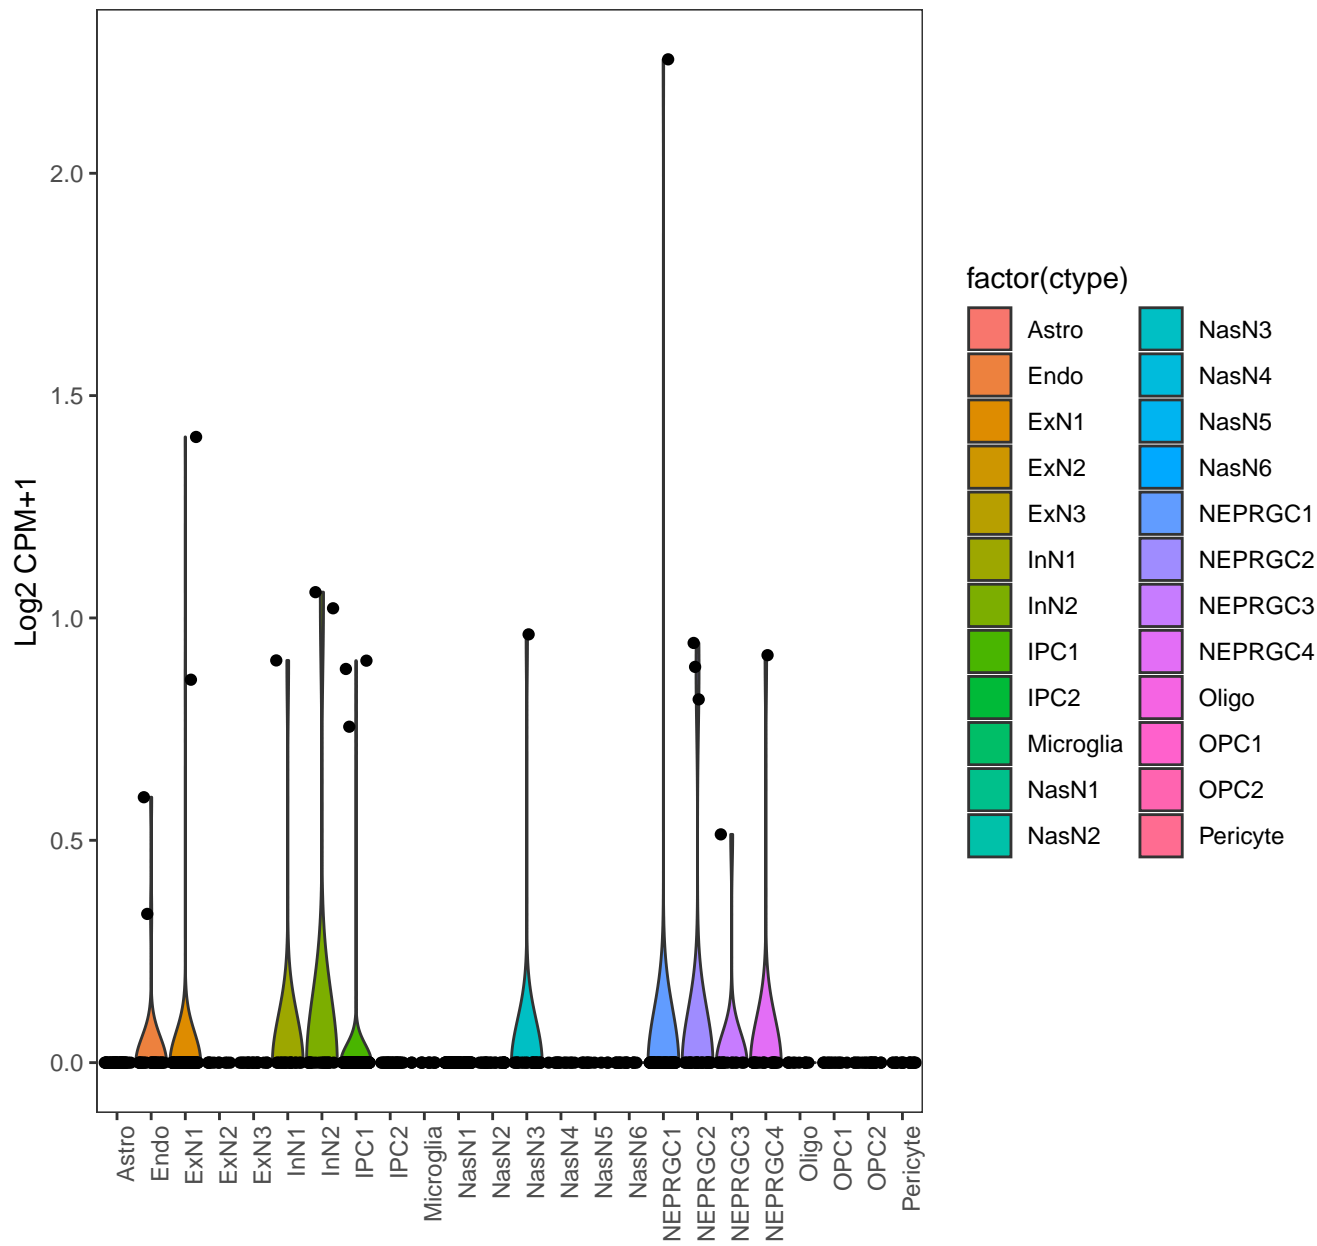 2.0
1.5
1.0
0.5
0.0
Log2 CPM+1
Astro
Endo
ExN1
ExN2
ExN3
InN1
InN2
IPC1
IPC2
Microglia
NasN1
NasN2
NasN3
NasN4
NasN5
NasN6
NEPRGC1
NEPRGC2
NEPRGC3
NEPRGC4
Oligo
OPC1
OPC2
Pericyte
factor(ctype)
Astro
Endo
ExN1
ExN2
ExN3
InN1
InN2
IPC1
IPC2
Microglia
NasN1
NasN2
NasN3
NasN4
NasN5
NasN6
NEPRGC1
NEPRGC2
NEPRGC3
NEPRGC4
Oligo
OPC1
OPC2
Pericyte